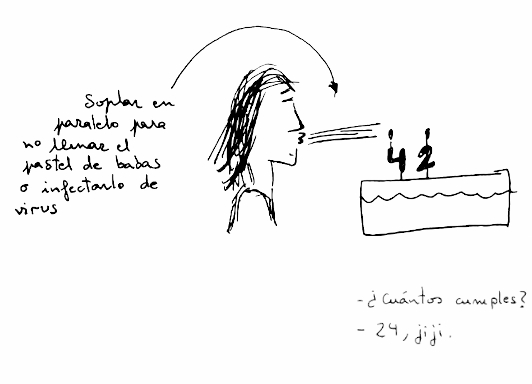 Soplar en
paralelo para
no llenar el
pastel de babas
o infectarlo de
virus
42
- ¿Cuántos cumples?
- 24, jiji.